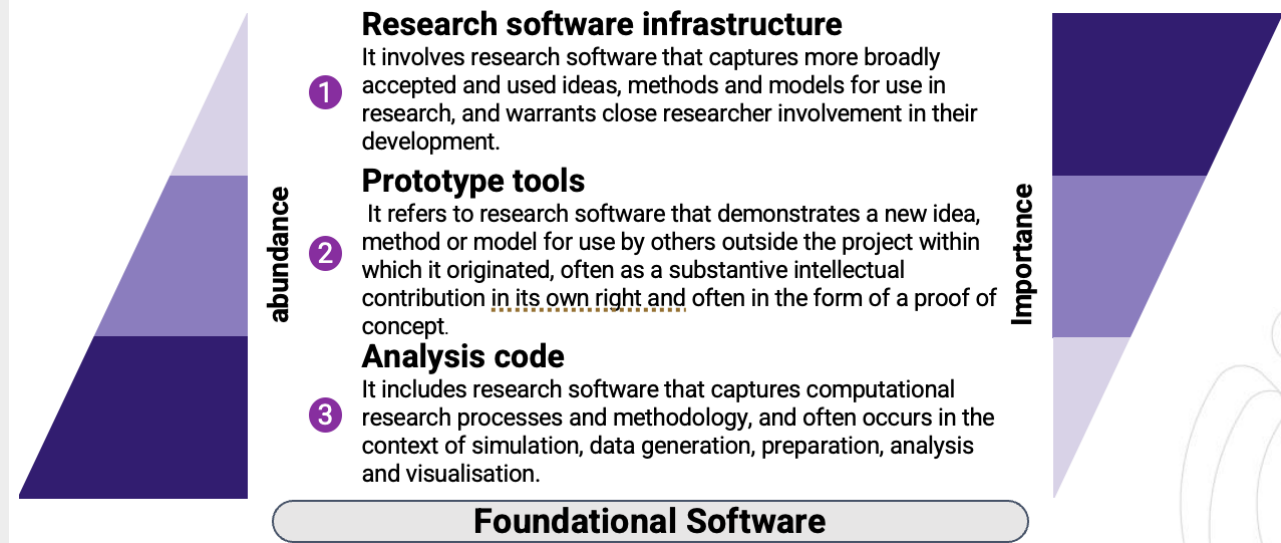 Research software infrastructure
It involves research software that captures more broadly
1
accepted and used ideas, methods and models for use in
research, and warrants close researcher involvement in their
development.
abundance
Prototype tools
It refers to research software that demonstrates a new idea,
2
method or model for use by others outside the project within
which it originated, often as a substantive intellectual
contribution in its own right and often in the form of a proof of
concept.
Importance
Analysis code
It includes research software that captures computational
3
research processes and methodology, and often occurs in the
context of simulation, data generation, preparation, analysis
and visualisation.
Foundational Software